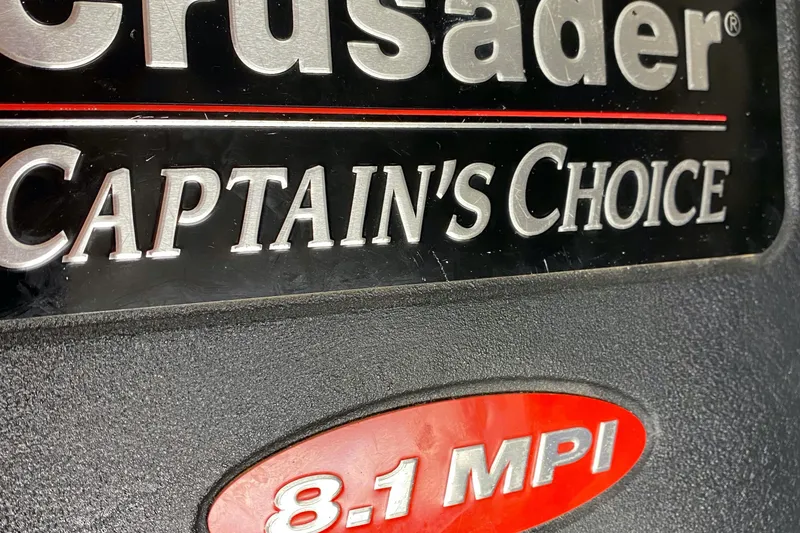 Crusader®
CAPTAIN'S CHOICE
8.1 MPI